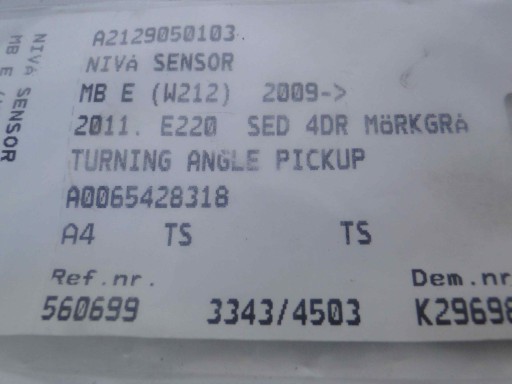 A2129050103
NIVÅ SENSOR
MB E (W212) 2009->
2011. E220 SED 4DR MÖRKGRÅ
TURNING ANGLE PICKUP
A0065428318
A4 TS TS
Ref.nr. Dem.nr
560699 3343/4503 K29698
NIVÅ SENSOR
MB E